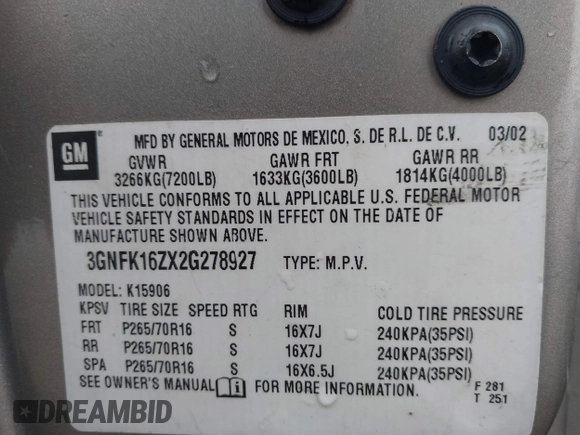 GM ® MFD BY GENERAL MOTORS DE MEXICO, S. DE R.L. DE C.V. 03/02
GVWR GAWR FRT GAWR RR
3266KG(7200LB) 1633KG(3600LB) 1814KG(4000LB)
THIS VEHICLE CONFORMS TO ALL APPLICABLE U.S. FEDERAL MOTOR
VEHICLE SAFETY STANDARDS IN EFFECT ON THE DATE OF
MANUFACTURE SHOWN ABOVE.
3GNFK16ZX2G278927 TYPE: M.P.V.
MODEL: K15906
KPSV TIRE SIZE SPEED RTG RIM COLD TIRE PRESSURE
FRT P265/70R16 S 16X7J 240KPA(35PSI)
RR P265/70R16 S 16X7J 240KPA(35PSI)
SPA P265/70R16 S 16X6.5J 240KPA(35PSI)
SEE OWNER'S MANUAL i FOR MORE INFORMATION. F 281
T 251
DREAMBID